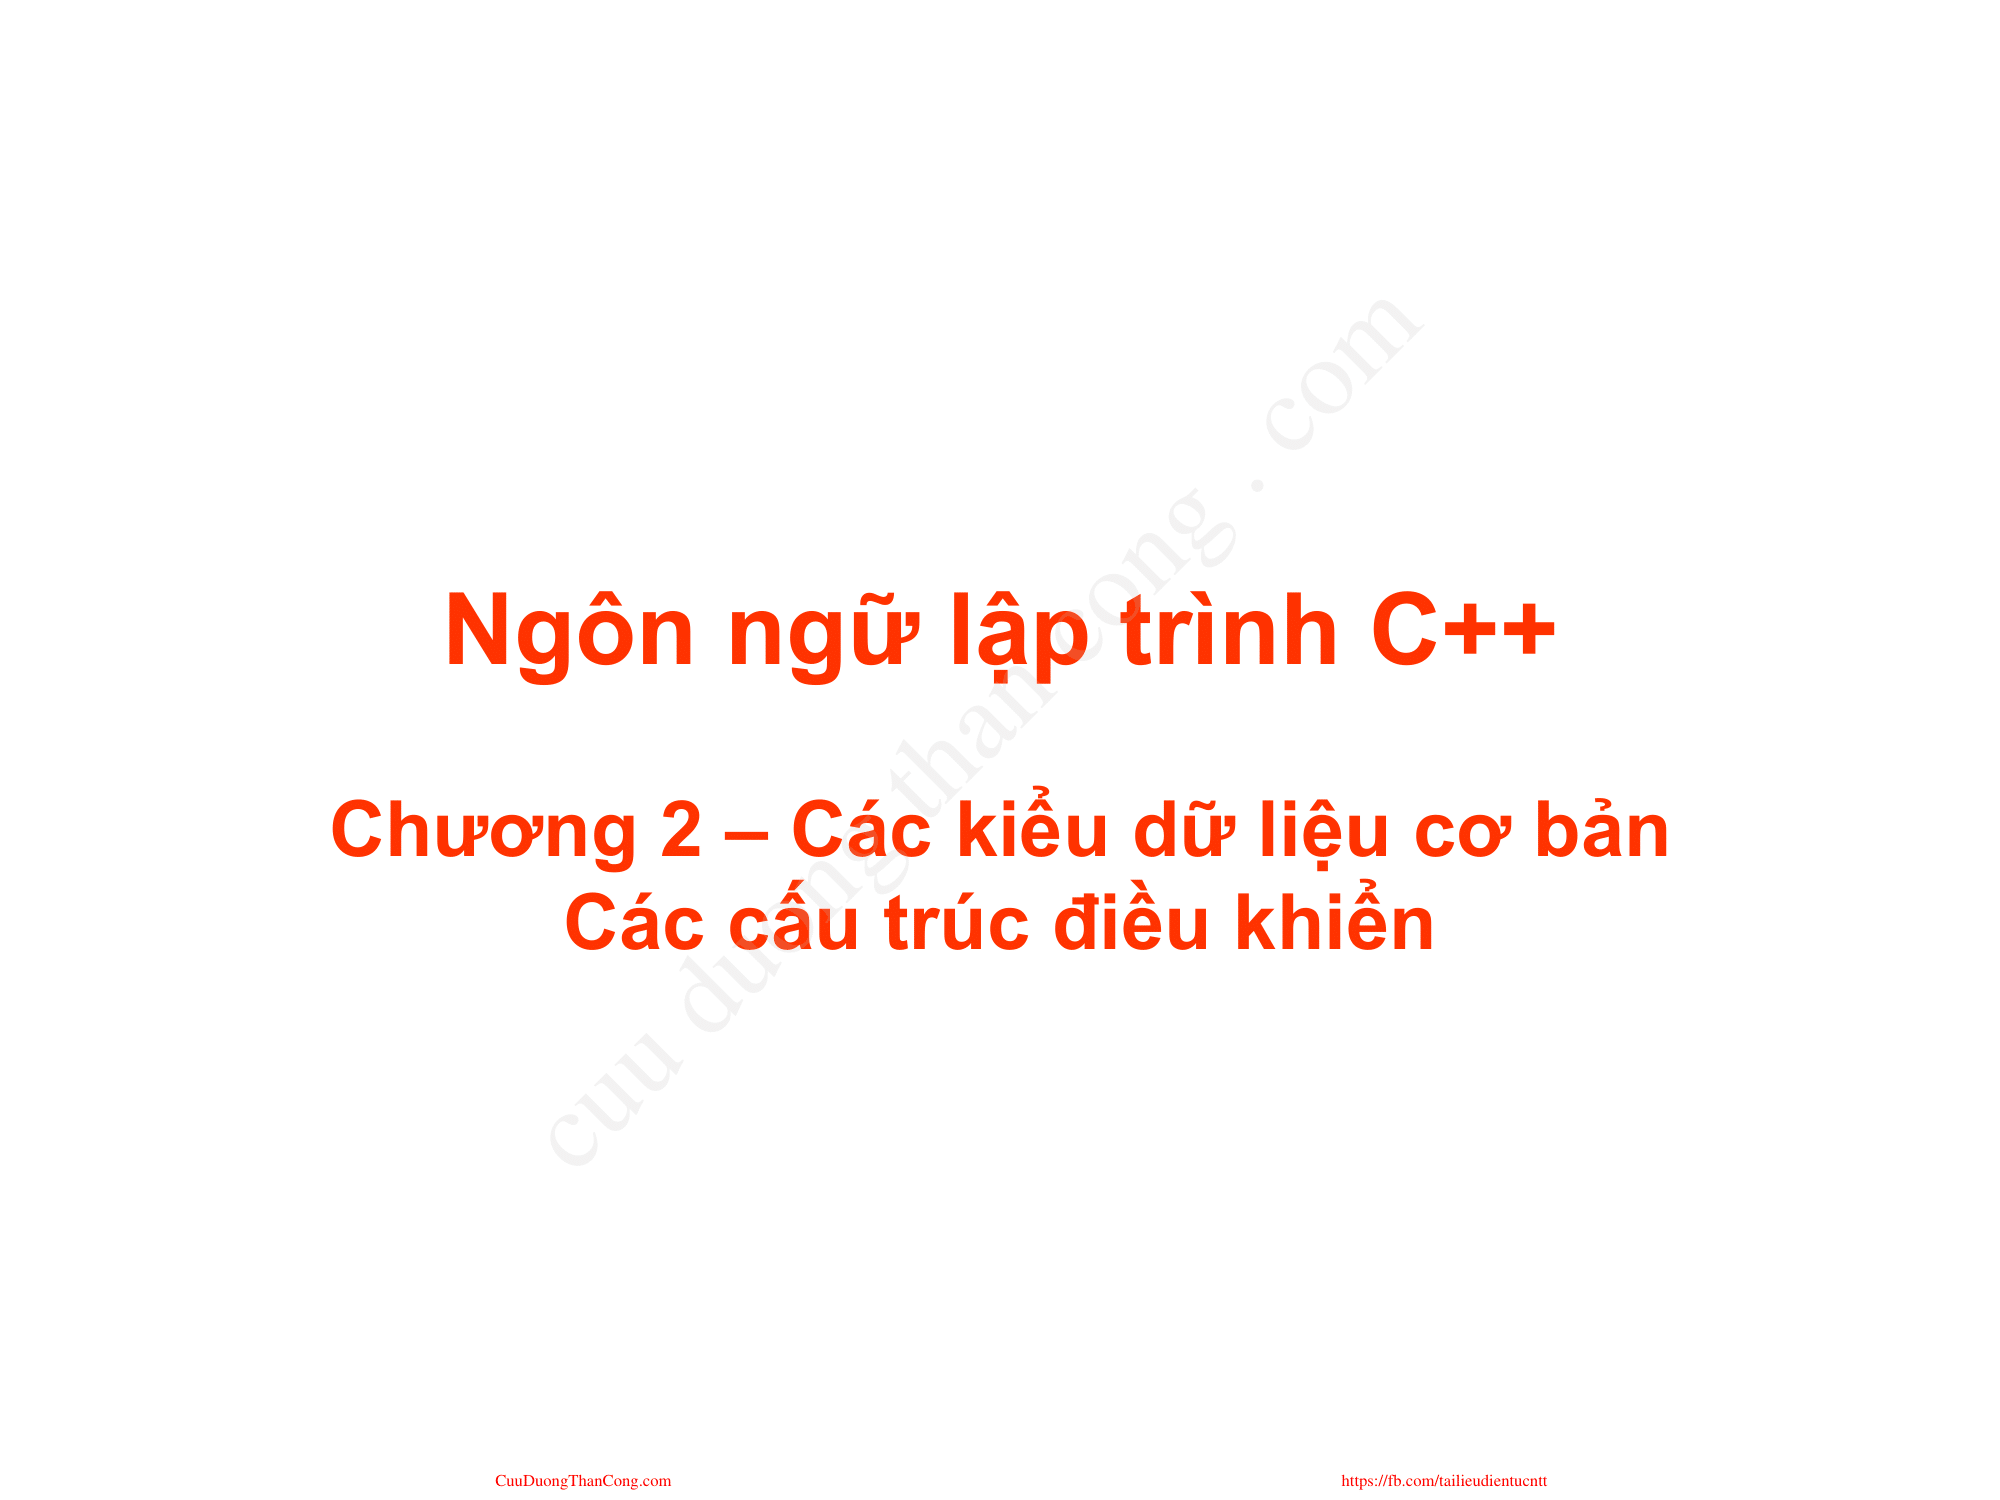 Ngôn ngữ lập trình C++
Chương 2 – Các kiểu dữ liệu cơ bản
Các cấu trúc điều khiển
cuu duong than cong . com
CuuDuongThanCong.com
https://fb.com/tailieudientucntt